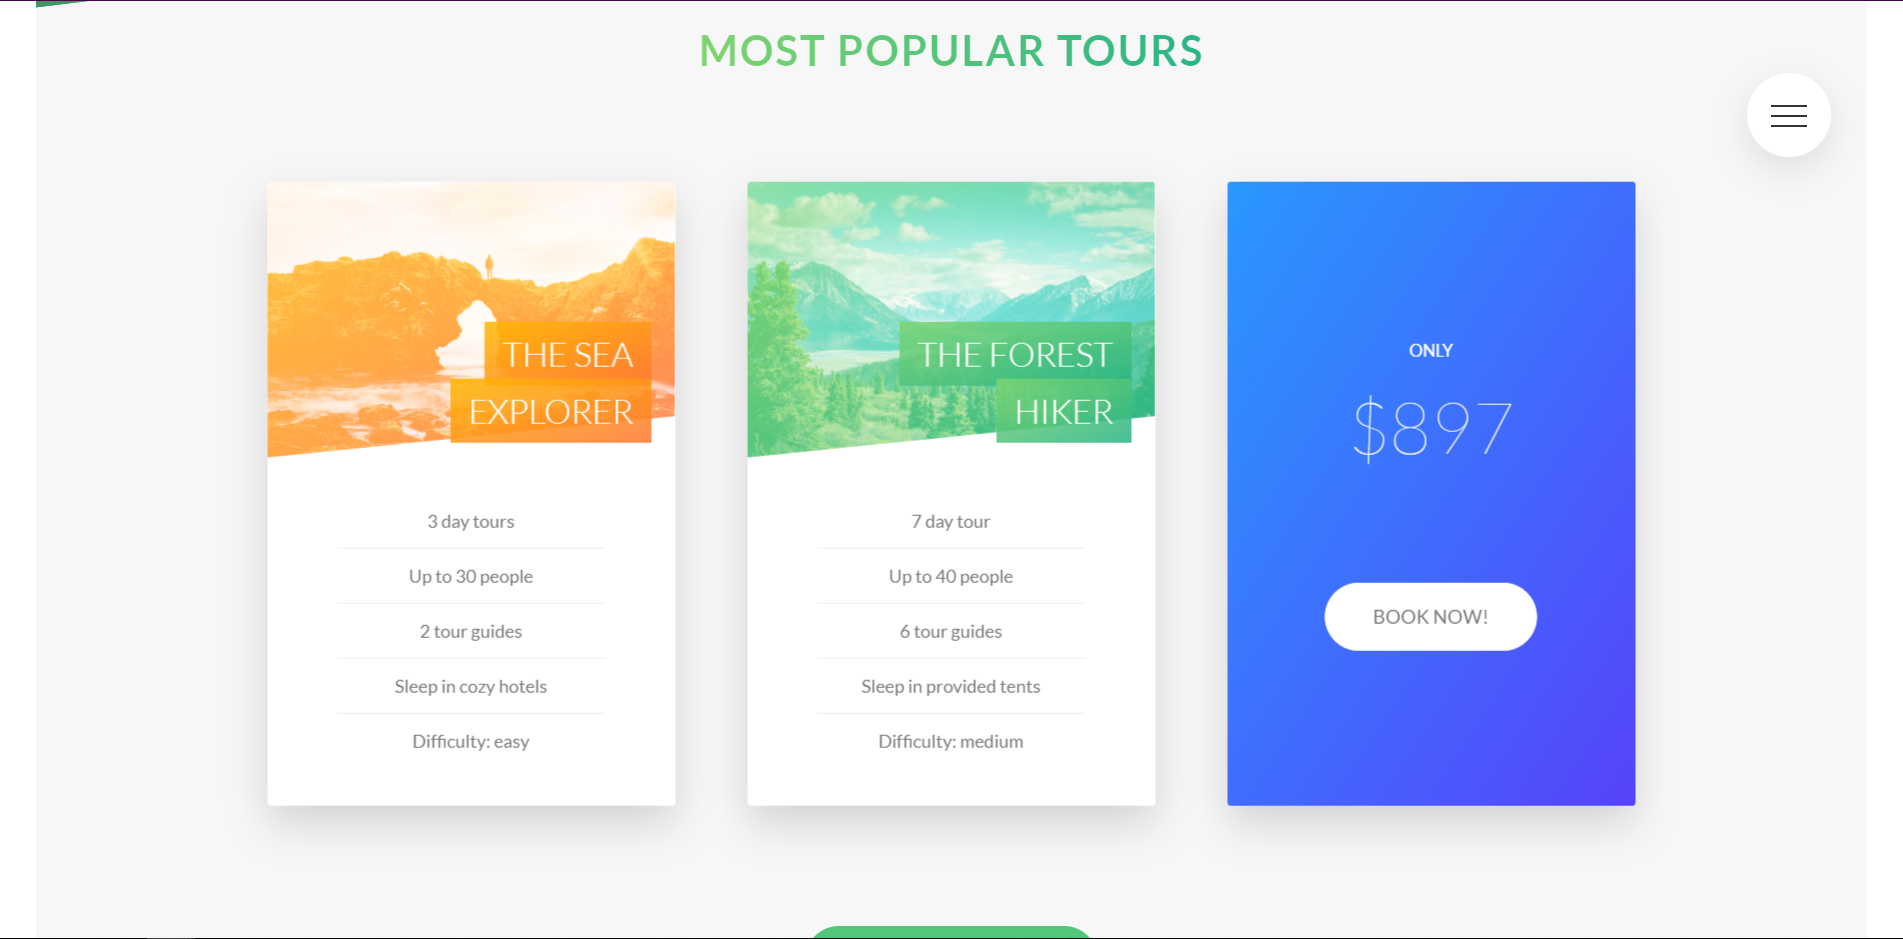 MOST POPULAR TOURS
THE SEA
EXPLORER
3 day tours
Up to 30 people
2 tour guides
Sleep in cozy hotels
Difficulty: easy
THE FOREST
HIKER
7 day tour
Up to 40 people
6 tour guides
Sleep in provided tents
Difficulty: medium
ONLY
$897
BOOK NOW!